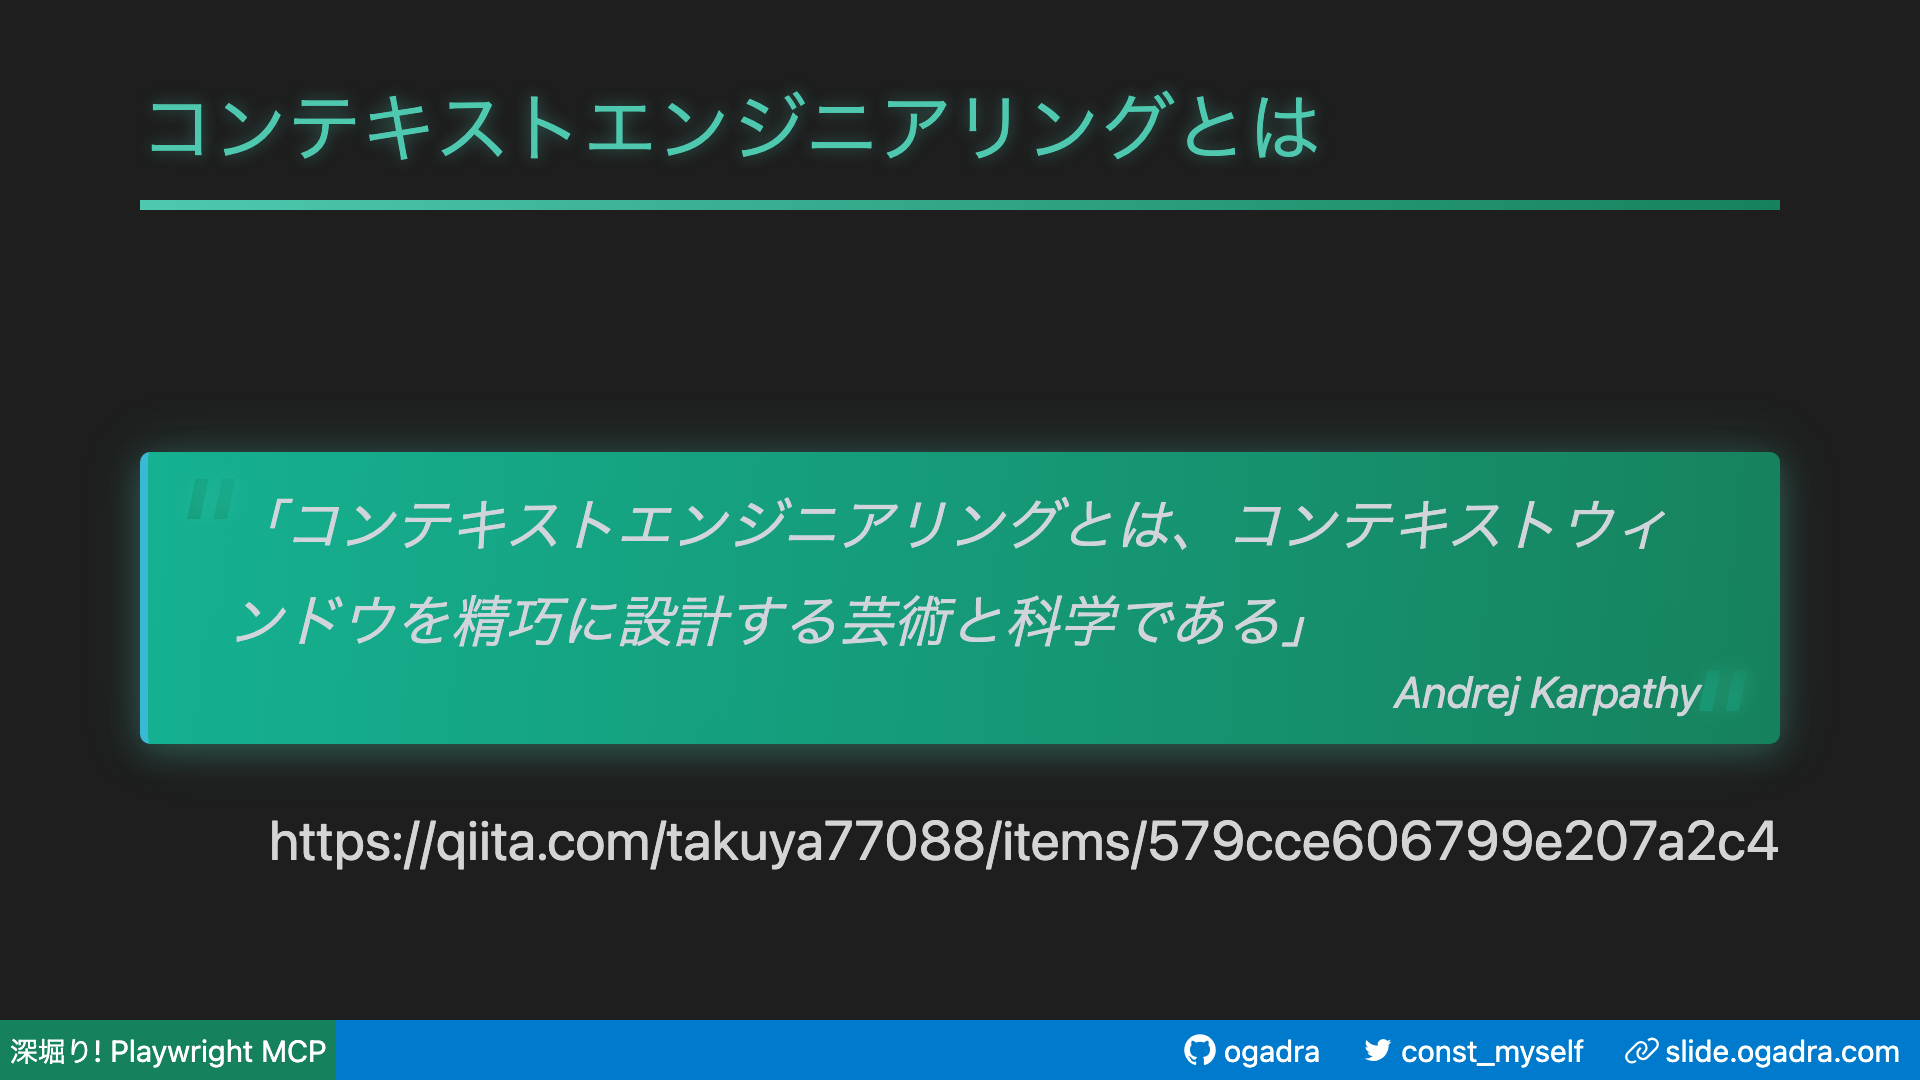 コンテキストエンジニアリングとは
"「コンテキストエンジニアリングとは、コンテキストウィ
ンドウを精巧に設計する芸術と科学である」
Andrej Karpathy"
https://qiita.com/takuya77088/items/579cce606799e207a2c4
深堀り! Playwright MCP
ogadra
const_myself
slide.ogadra.com